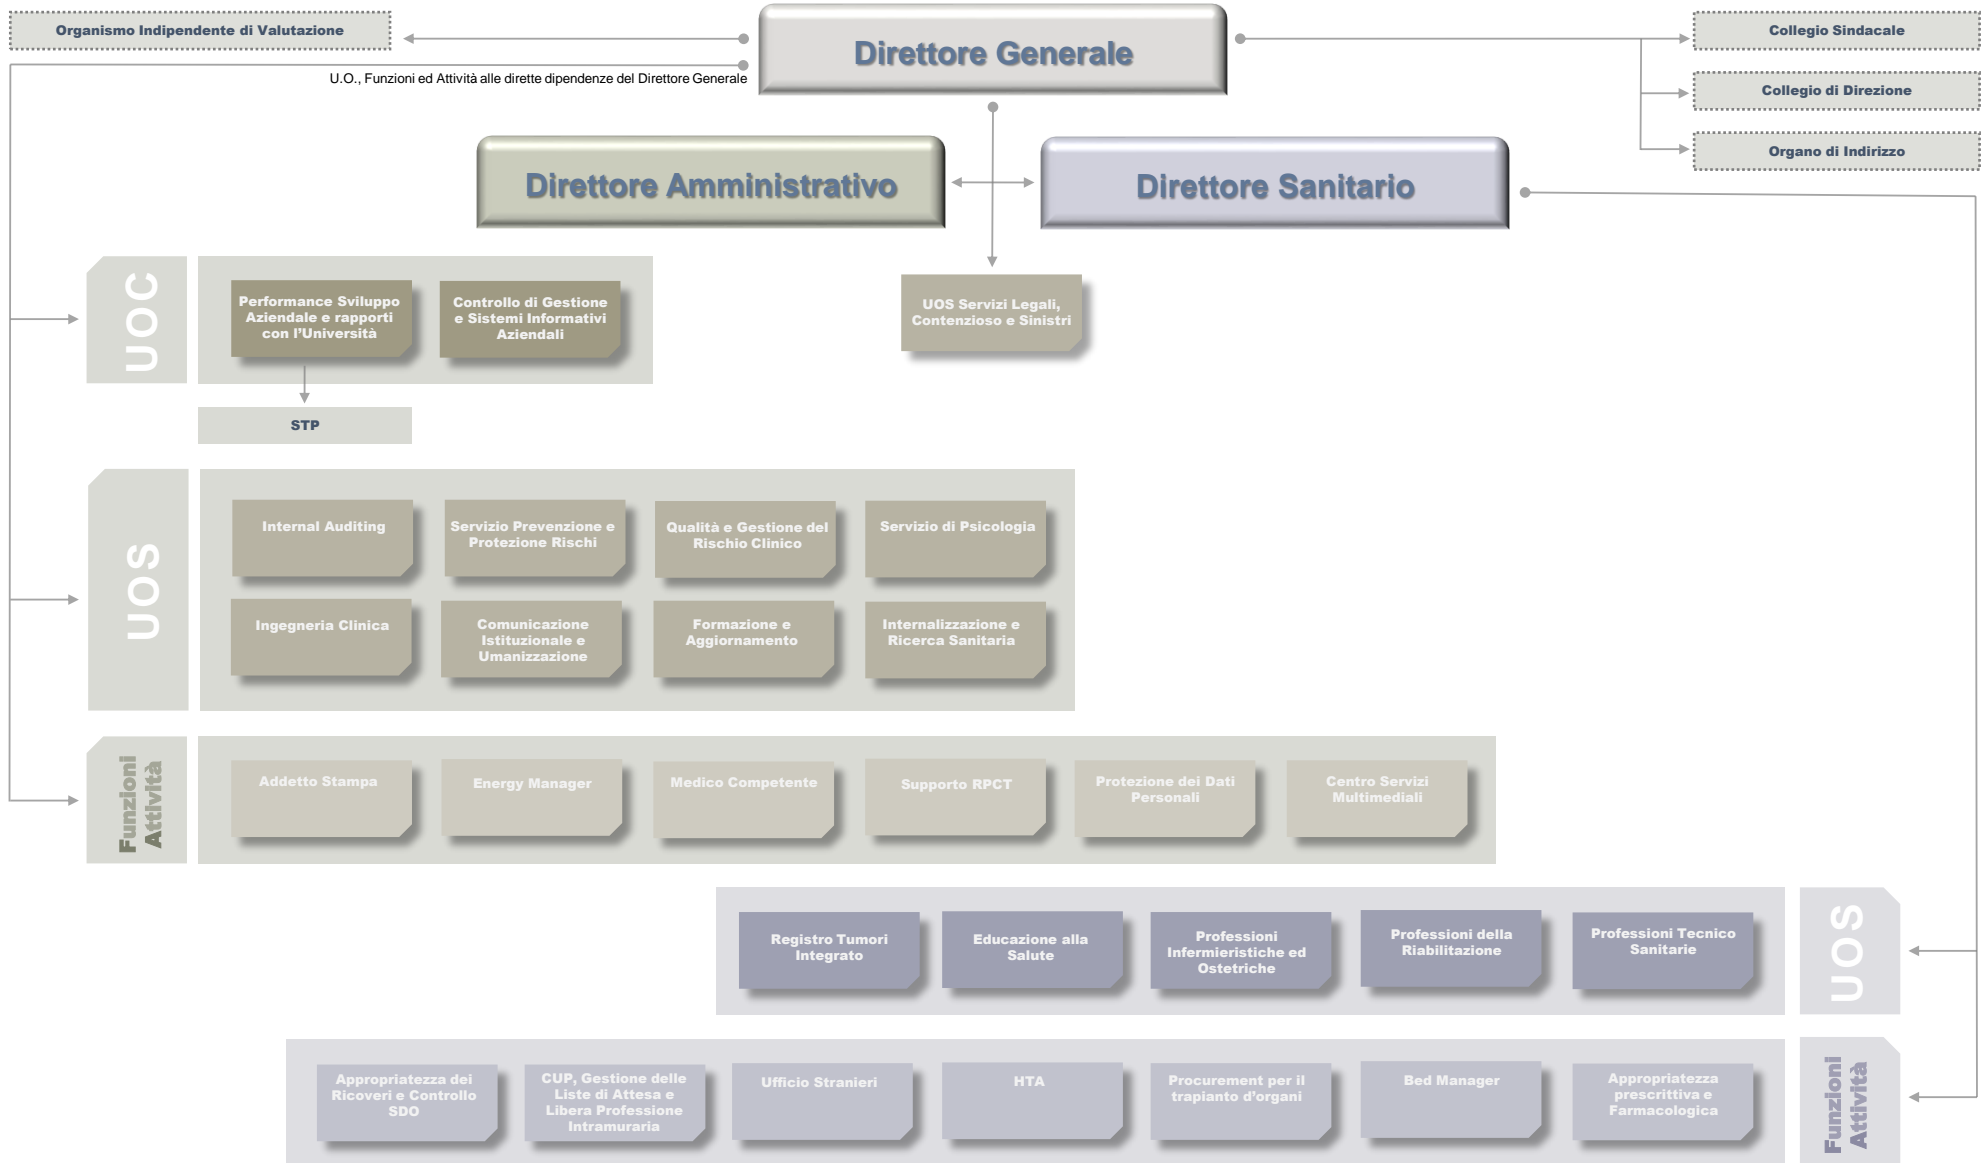 Organismo Indipendente di Valutazione
Direttore Generale
Collegio Sindacale
U.O., Funzioni ed Attività alle dirette dipendenze del Direttore Generale
Collegio di Direzione
Organo di Indirizzo
Direttore Amministrativo
Direttore Sanitario
UOC
Performance Sviluppo
Aziendale e rapporti
con l'Università
Controllo di Gestione
e Sistemi Informativi
Aziendali
UOS Servizi Legali,
Contenzioso e Sinistri
STP
UOS
Internal Auditing
Servizio Prevenzione e
Protezione Rischi
Qualità e Gestione del
Rischio Clinico
Servizio di Psicologia
Ingegneria Clinica
Comunicazione
Istituzionale e
Umanizzazione
Formazione e
Aggiornamento
Internalizzazione e
Ricerca Sanitaria
Funzioni
Attività
Addetto Stampa
Energy Manager
Medico Competente
Supporto RPCT
Protezione dei Dati
Personali
Centro Servizi
Multimediali
Registro Tumori
Integrato
Educazione alla
Salute
Professioni
Infermieristiche ed
Ostetriche
Professioni della
Riabilitazione
Professioni Tecnico
Sanitarie
UOS
Appropriatezza dei
Ricoveri e Controllo
SDO
CUP, Gestione delle
Liste di Attesa e
Libera Professione
Intramuraria
Ufficio Stranieri
HTA
Procurement per il
trapianto d'organi
Bed Manager
Appropriatezza
prescrittiva e
Farmacologica
Funzioni
Attività